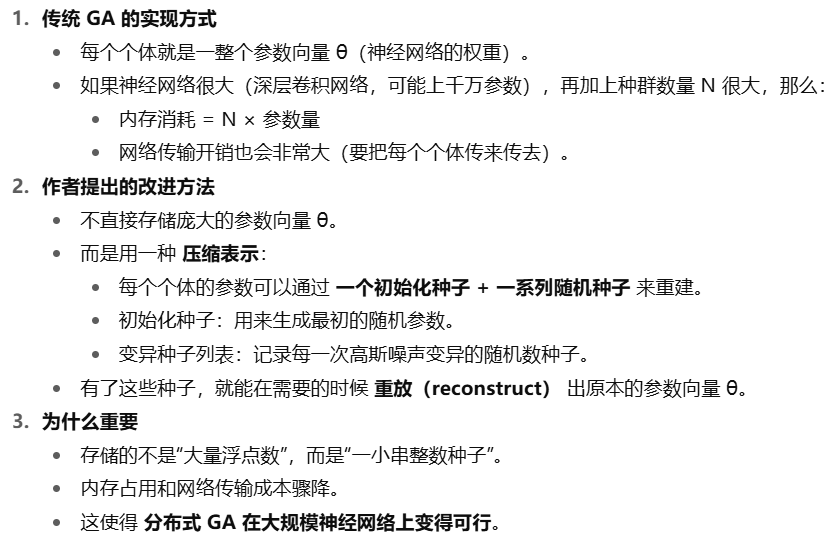 1. 传统 GA 的实现方式
• 每个个体就是一整个参数向量 θ（神经网络的权重）。
• 如果神经网络很大（深层卷积网络，可能上千万参数），再加上种群数量 N 很大，那么：
• 内存消耗 = N × 参数量
• 网络传输开销也会非常大（要把每个个体传来传去）。
2. 作者提出的改进方法
• 不直接存储庞大的参数向量 θ。
• 而是用一种 压缩表示：
• 每个个体的参数可以通过 一个初始化种子 + 一系列随机种子 来重建。
• 初始化种子：用来生成最初的随机参数。
• 变异种子列表：记录每一次高斯噪声变异的随机数种子。
• 有了这些种子，就能在需要的时候 重放（reconstruct） 出原本的参数向量 θ。
3. 为什么重要
• 存储的不是“大量浮点数”，而是“一小串整数种子”。
• 内存占用和网络传输成本骤降。
• 这使得 分布式 GA 在大规模神经网络上变得可行。